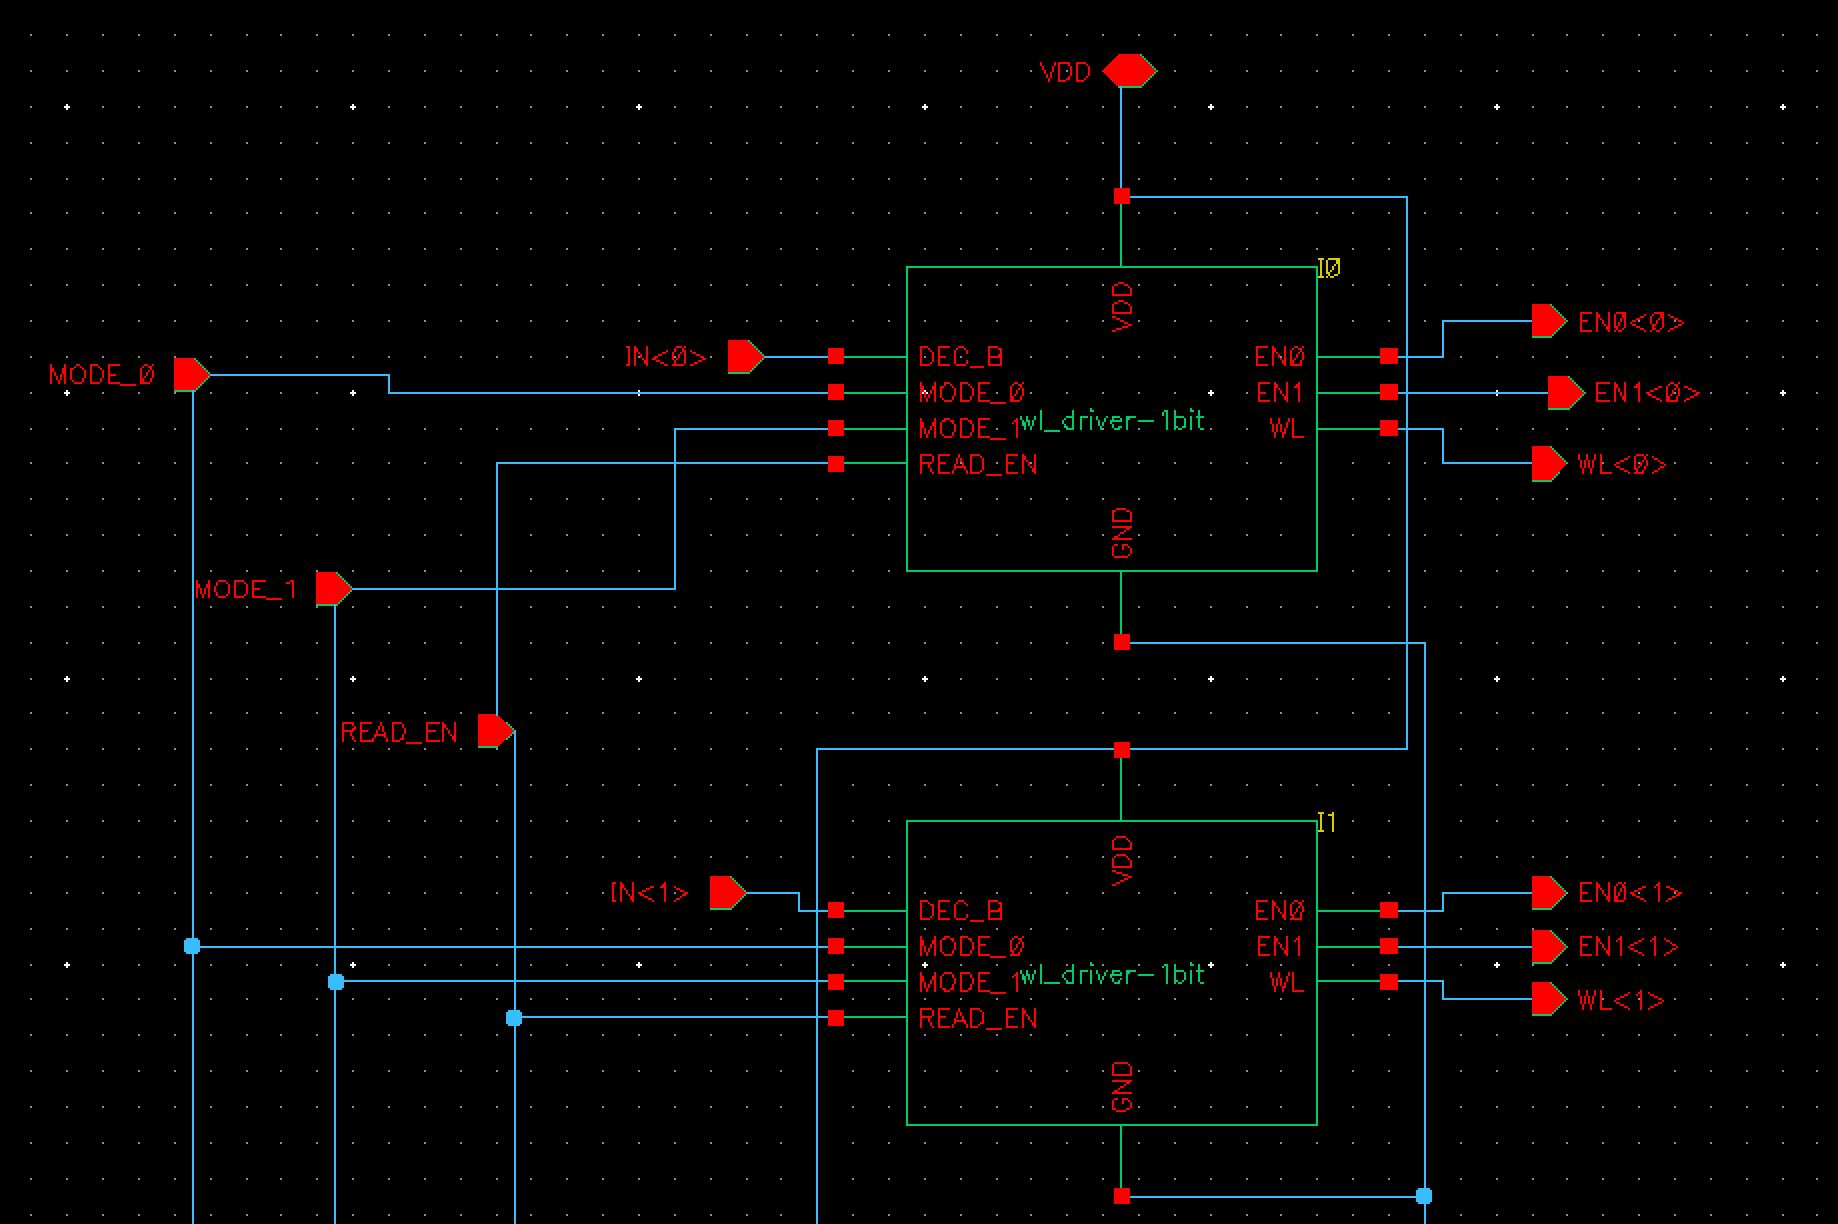 VDD
I0
VDD
EN0<0>
IN<0>
DEC_B
EN0
MODE_0
MODE_0
EN1
EN1<0>
MODE_1
wl_driver-1bit
WL
READ_EN
WL<0>
GND
MODE_1
READ_EN
I1
VDD
IN<1>
EN0<1>
DEC_B
EN0
MODE_0
EN1
EN1<1>
MODE_1
wl_driver-1bit
WL
WL<1>
READ_EN
GND